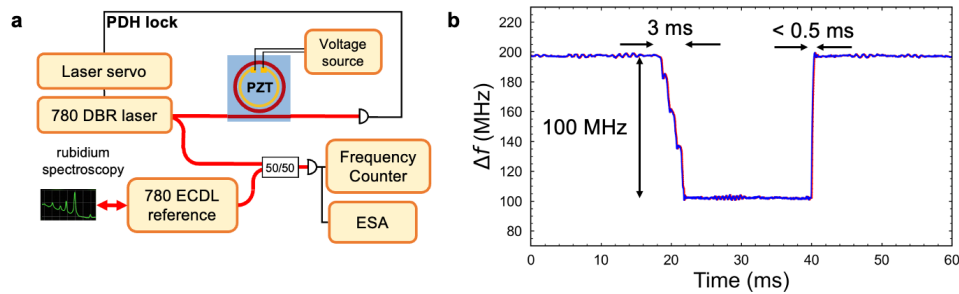 a
PDH lock
Laser servo
780 DBR laser
PZT
Voltage
source
rubidium
spectroscopy
780 ECDL
reference
50/50
Frequency
Counter
ESA
b
3 ms
< 0.5 ms
100 MHz
Δf (MHz)
220
200
180
160
140
120
100
80
0
10
20
30
40
50
60
Time (ms)